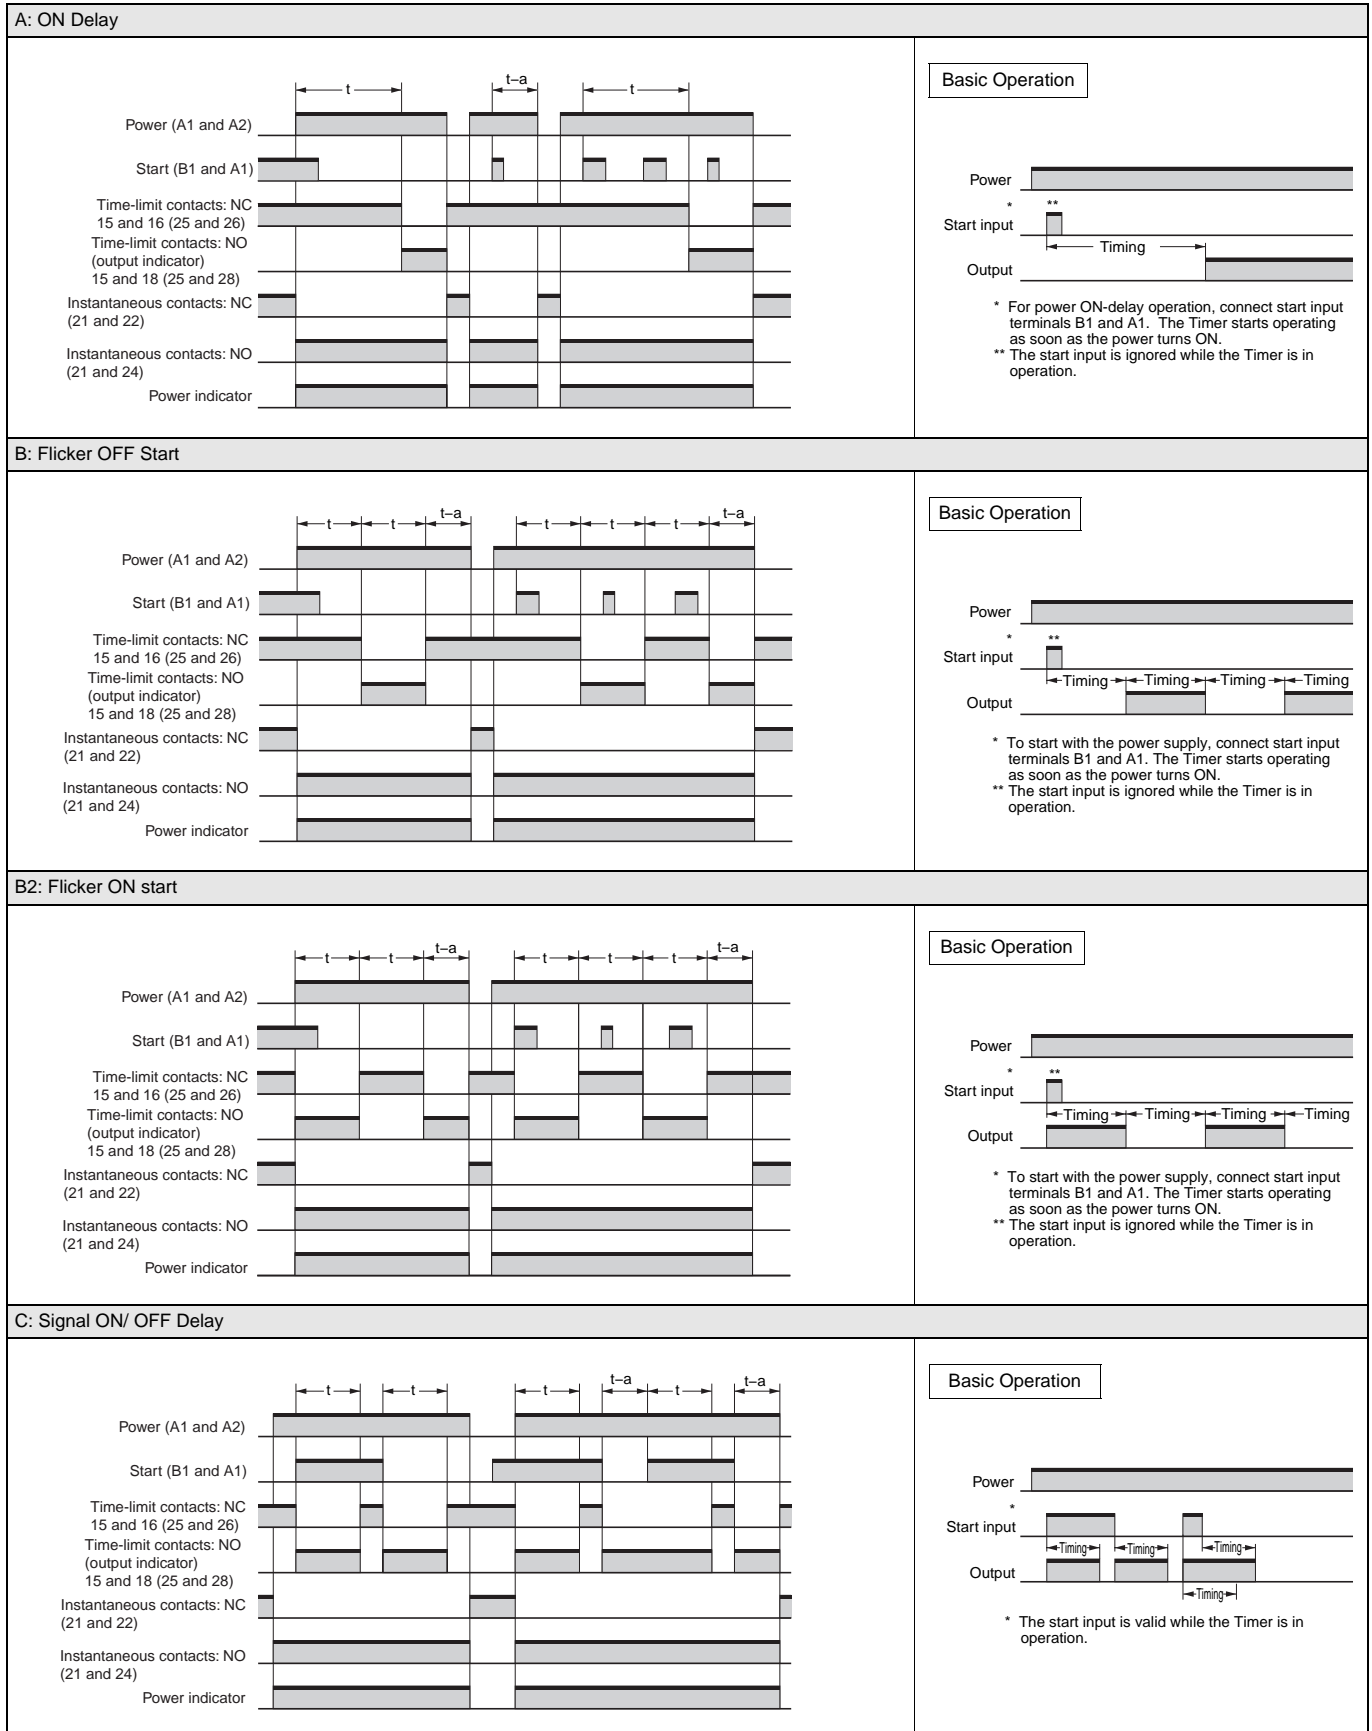 A: ON Delay
t
t–a
t
Power (A1 and A2)
Start (B1 and A1)
Time-limit contacts: NC
15 and 16 (25 and 26)
Time-limit contacts: NO
(output indicator)
15 and 18 (25 and 28)
Instantaneous contacts: NC
(21 and 22)
Instantaneous contacts: NO
(21 and 24)
Power indicator
Basic Operation
Power
*
**
Start input
Timing
Output
* For power ON-delay operation, connect start input
terminals B1 and A1. The Timer starts operating
as soon as the power turns ON.
** The start input is ignored while the Timer is in
operation.
B: Flicker OFF Start
t
t
t–a
t
t
t
t–a
Power (A1 and A2)
Start (B1 and A1)
Time-limit contacts: NC
15 and 16 (25 and 26)
Time-limit contacts: NO
(output indicator)
15 and 18 (25 and 28)
Instantaneous contacts: NC
(21 and 22)
Instantaneous contacts: NO
(21 and 24)
Power indicator
Basic Operation
Power
*
**
Start input
Timing Timing Timing Timing
Output
* To start with the power supply, connect start input
terminals B1 and A1. The Timer starts operating
as soon as the power turns ON.
** The start input is ignored while the Timer is in
operation.
B2: Flicker ON start
t
t
t–a
t
t
t
t–a
Power (A1 and A2)
Start (B1 and A1)
Time-limit contacts: NC
15 and 16 (25 and 26)
Time-limit contacts: NO
(output indicator)
15 and 18 (25 and 28)
Instantaneous contacts: NC
(21 and 22)
Instantaneous contacts: NO
(21 and 24)
Power indicator
Basic Operation
Power
*
**
Start input
Timing Timing Timing Timing
Output
* To start with the power supply, connect start input
terminals B1 and A1. The Timer starts operating
as soon as the power turns ON.
** The start input is ignored while the Timer is in
operation.
C: Signal ON/ OFF Delay
t
t
t
t–a
t
t–a
Power (A1 and A2)
Start (B1 and A1)
Time-limit contacts: NC
15 and 16 (25 and 26)
Time-limit contacts: NO
(output indicator)
15 and 18 (25 and 28)
Instantaneous contacts: NC
(21 and 22)
Instantaneous contacts: NO
(21 and 24)
Power indicator
Basic Operation
Power
*
Start input
Timing Timing Timing
Output
Timing
* The start input is valid while the Timer is in
operation.